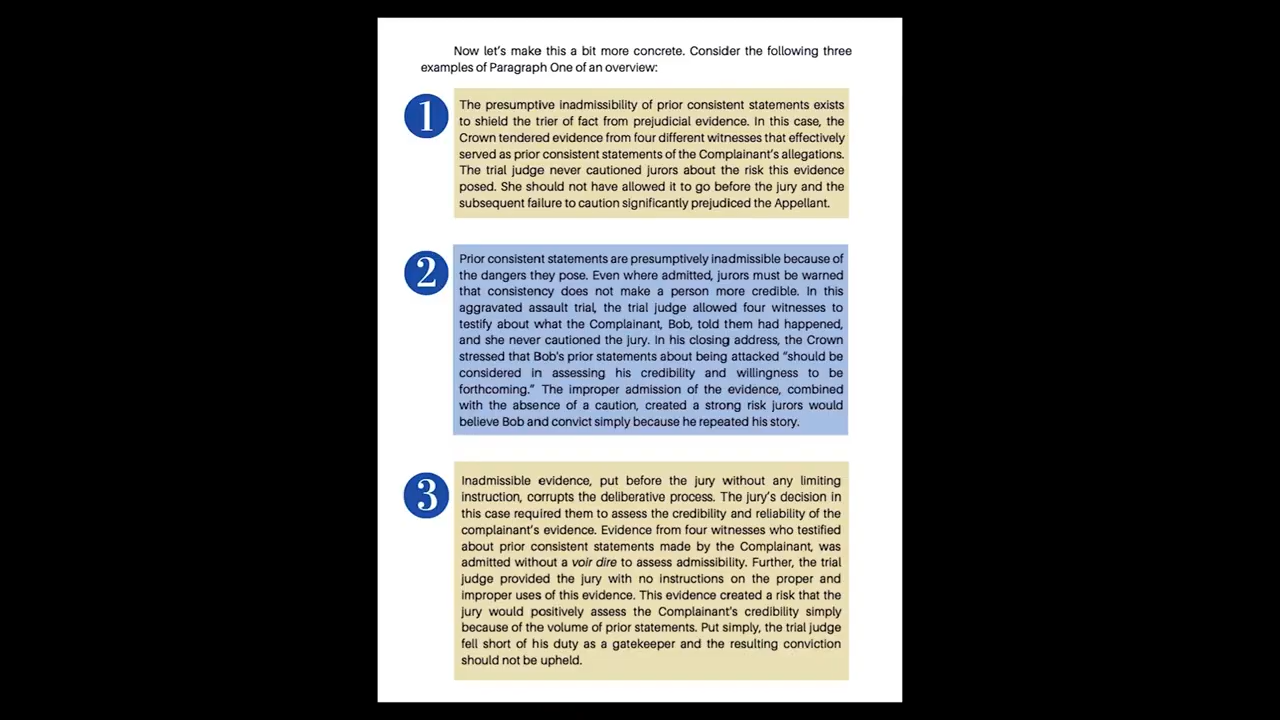 Now let's make this a bit more concrete. Consider the following three
examples of Paragraph One of an overview:
1
The presumptive inadmissibility of prior consistent statements exists
to shield the trier of fact from prejudicial evidence. In this case, the
Crown tendered evidence from four different witnesses that effectively
served as prior consistent statements of the Complainant's allegations.
The trial judge never cautioned jurors about the risk this evidence
posed. She should not have allowed it to go before the jury and the
subsequent failure to caution significantly prejudiced the Appellant.
2
Prior consistent statements are presumptively inadmissible because of
the dangers they pose. Even where admitted, jurors must be warned
that consistency does not make a person more credible. In this
aggravated assault trial, the trial judge allowed four witnesses to
testify about what the Complainant, Bob, told them had happened,
and she never cautioned the jury. In his closing address, the Crown
stressed that Bob's prior statements about being attacked "should be
considered in assessing his credibility and willingness to be
forthcoming." The improper admission of the evidence, combined
with the absence of a caution, created a strong risk jurors would
believe Bob and convict simply because he repeated his story.
3
Inadmissible evidence, put before the jury without any limiting
instruction, corrupts the deliberative process. The jury's decision in
this case required them to assess the credibility and reliability of the
complainant's evidence. Evidence from four witnesses who testified
about prior consistent statements made by the Complainant, was
admitted without a voir dire to assess admissibility. Further, the trial
judge provided the jury with no instructions on the proper and
improper uses of this evidence. This evidence created a risk that the
jury would positively assess the Complainant's credibility simply
because of the volume of prior statements. Put simply, the trial judge
fell short of his duty as a gatekeeper and the resulting conviction
should not be upheld.